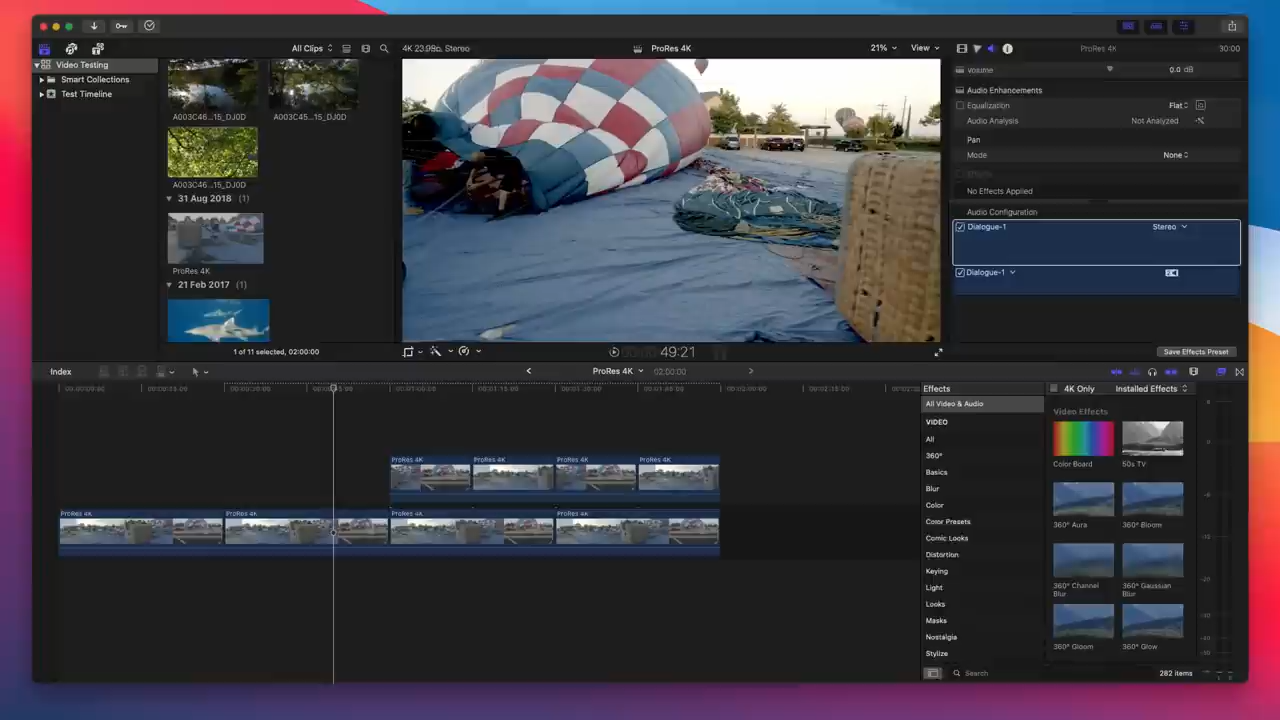 All Clips
4K 23.98p, Stereo
ProRes 4K
21%
View
ProRes 4K
30:00
Video Testing
Smart Collections
Test Timeline
A003C46...15_DJ0D
A003C45...15_DJ0D
A003C46...15_DJ0D
31 Aug 2018 (1)
ProRes 4K
21 Feb 2017 (1)
1 of 11 selected, 02:00:00
49:21
Volume
0.0 dB
Audio Enhancements
Equalization
Flat
Audio Analysis
Not Analyzed
Pan
Mode
None
Effects
No Effects Applied
Audio Configuration
Dialogue-1
Stereo
Dialogue-1
Save Effects Preset
Index
ProRes 4K
02:00:00
ProRes 4K
ProRes 4K
ProRes 4K
ProRes 4K
ProRes 4K
ProRes 4K
ProRes 4K
ProRes 4K
Effects
4K Only
Installed Effects
All Video & Audio
VIDEO
All
360°
Basics
Blur
Color
Color Presets
Comic Looks
Distortion
Keying
Light
Looks
Masks
Nostalgia
Stylize
Video Effects
Color Board
50s TV
360° Aura
360° Bloom
360° Channel Blur
360° Gaussian Blur
360° Gloom
360° Glow
Search
282 items